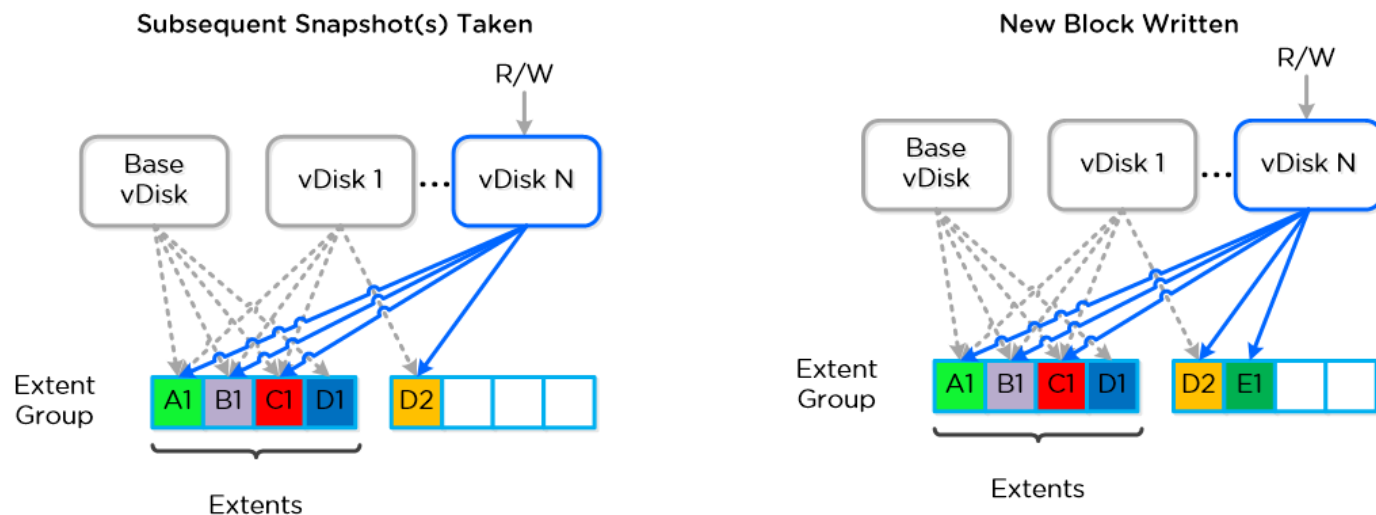 Subsequent Snapshot(s) Taken
R/W
Base
vDisk
vDisk 1
...
vDisk N
Extent
Group
A1
B1
C1
D1
D2
Extents
New Block Written
R/W
Base
vDisk
vDisk 1
...
vDisk N
Extent
Group
A1
B1
C1
D1
D2
E1
Extents